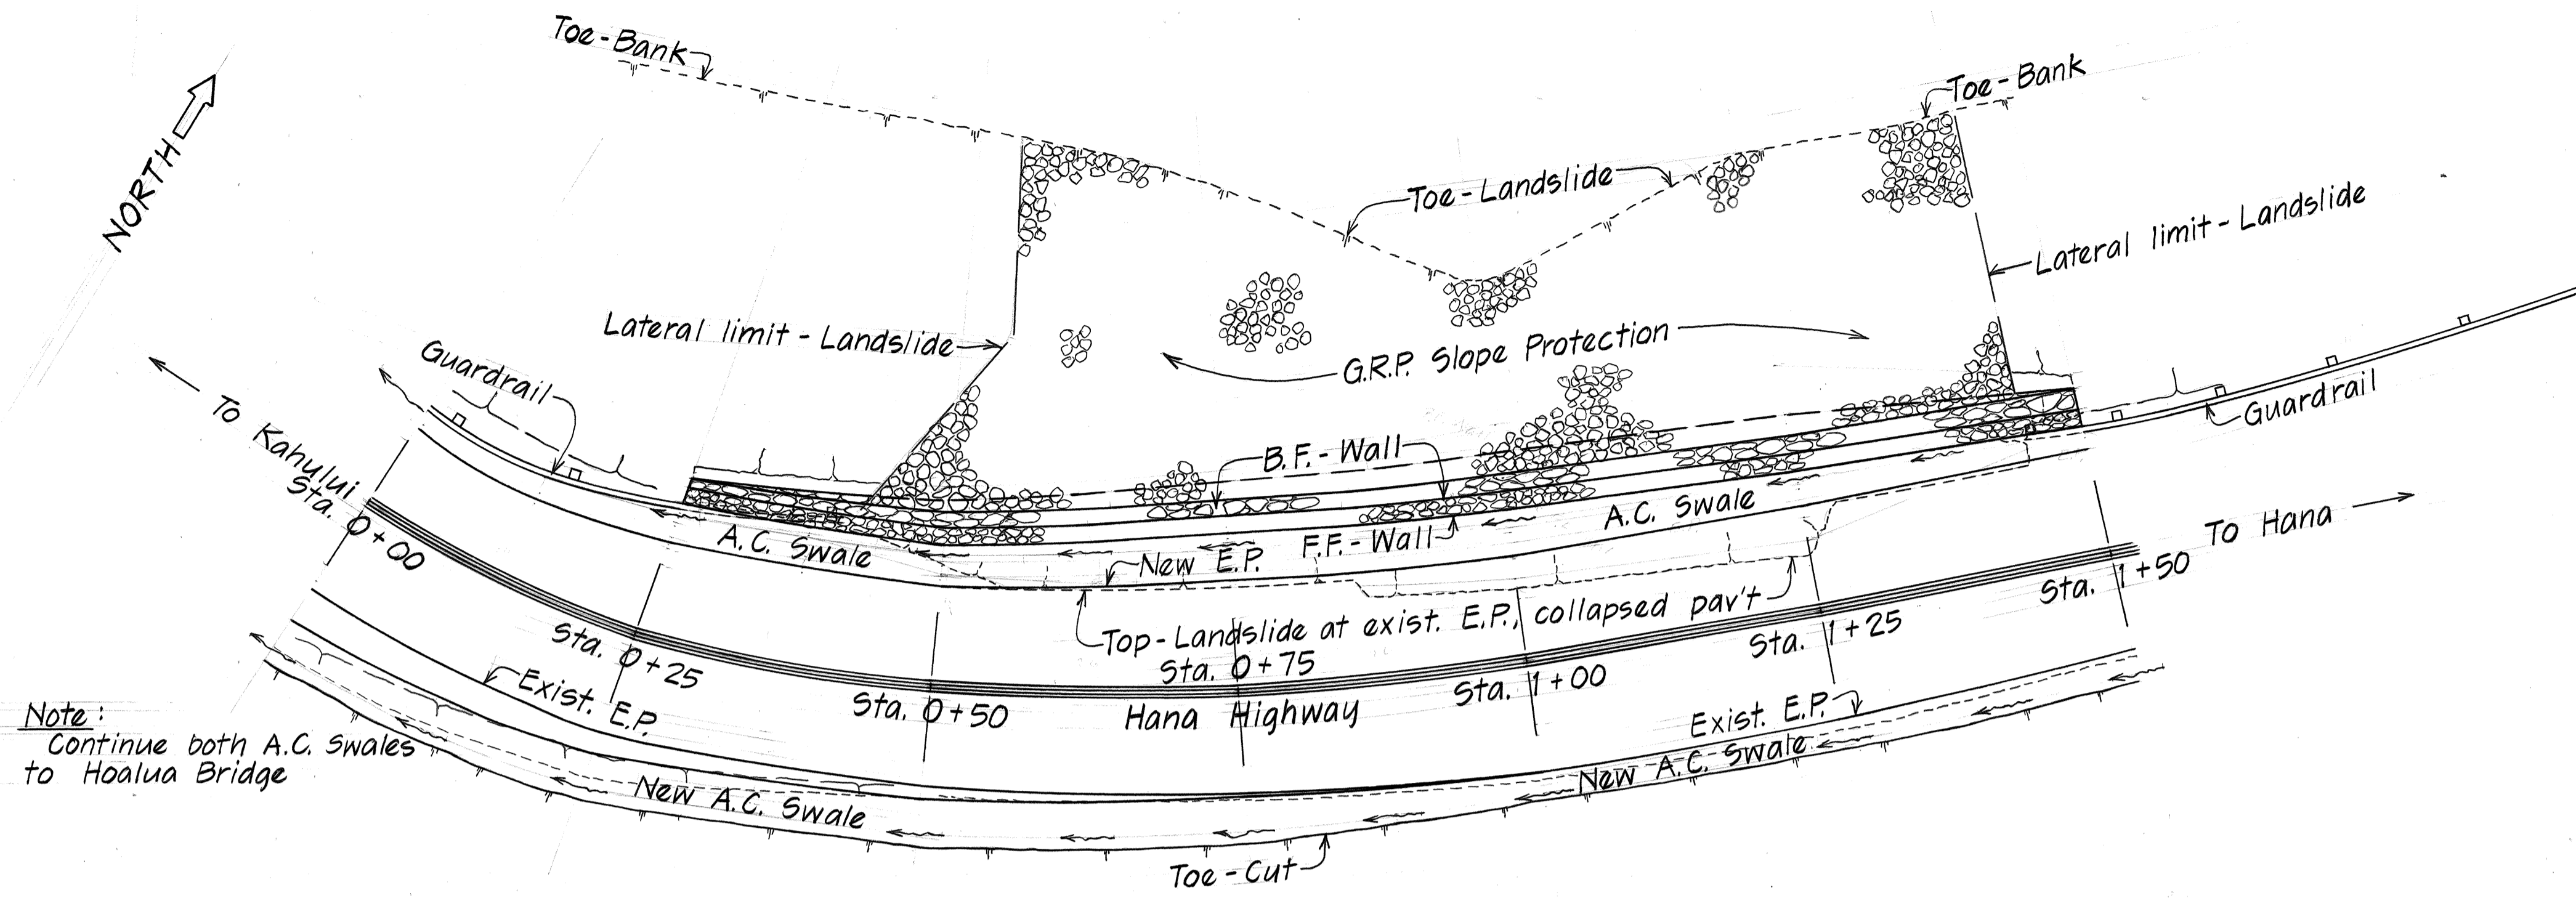 Toe-Bank
Toe-Bank
NORTH
Toe-Landslide
Lateral limit-Landslide
Lateral limit-Landslide
G.R.P. Slope Protection
Guardrail
Guardrail
To Kahului
B.F.-Wall
A.C. Swale
F.F.-Wall
A.C. Swale
New E.P.
To Hana
Sta. 0+00
Top-Landslide at exist. E.P., collapsed pav't
Sta. 0+25
Sta. 0+50
Sta. 0+75
Sta. 1+00
Sta. 1+25
Sta. 1+50
Hana Highway
Exist. E.P.
Exist. E.P.
Note:
Continue both A.C. Swales
to Hoalua Bridge
New A.C. Swale
New A.C. Swale
Toe-Cut